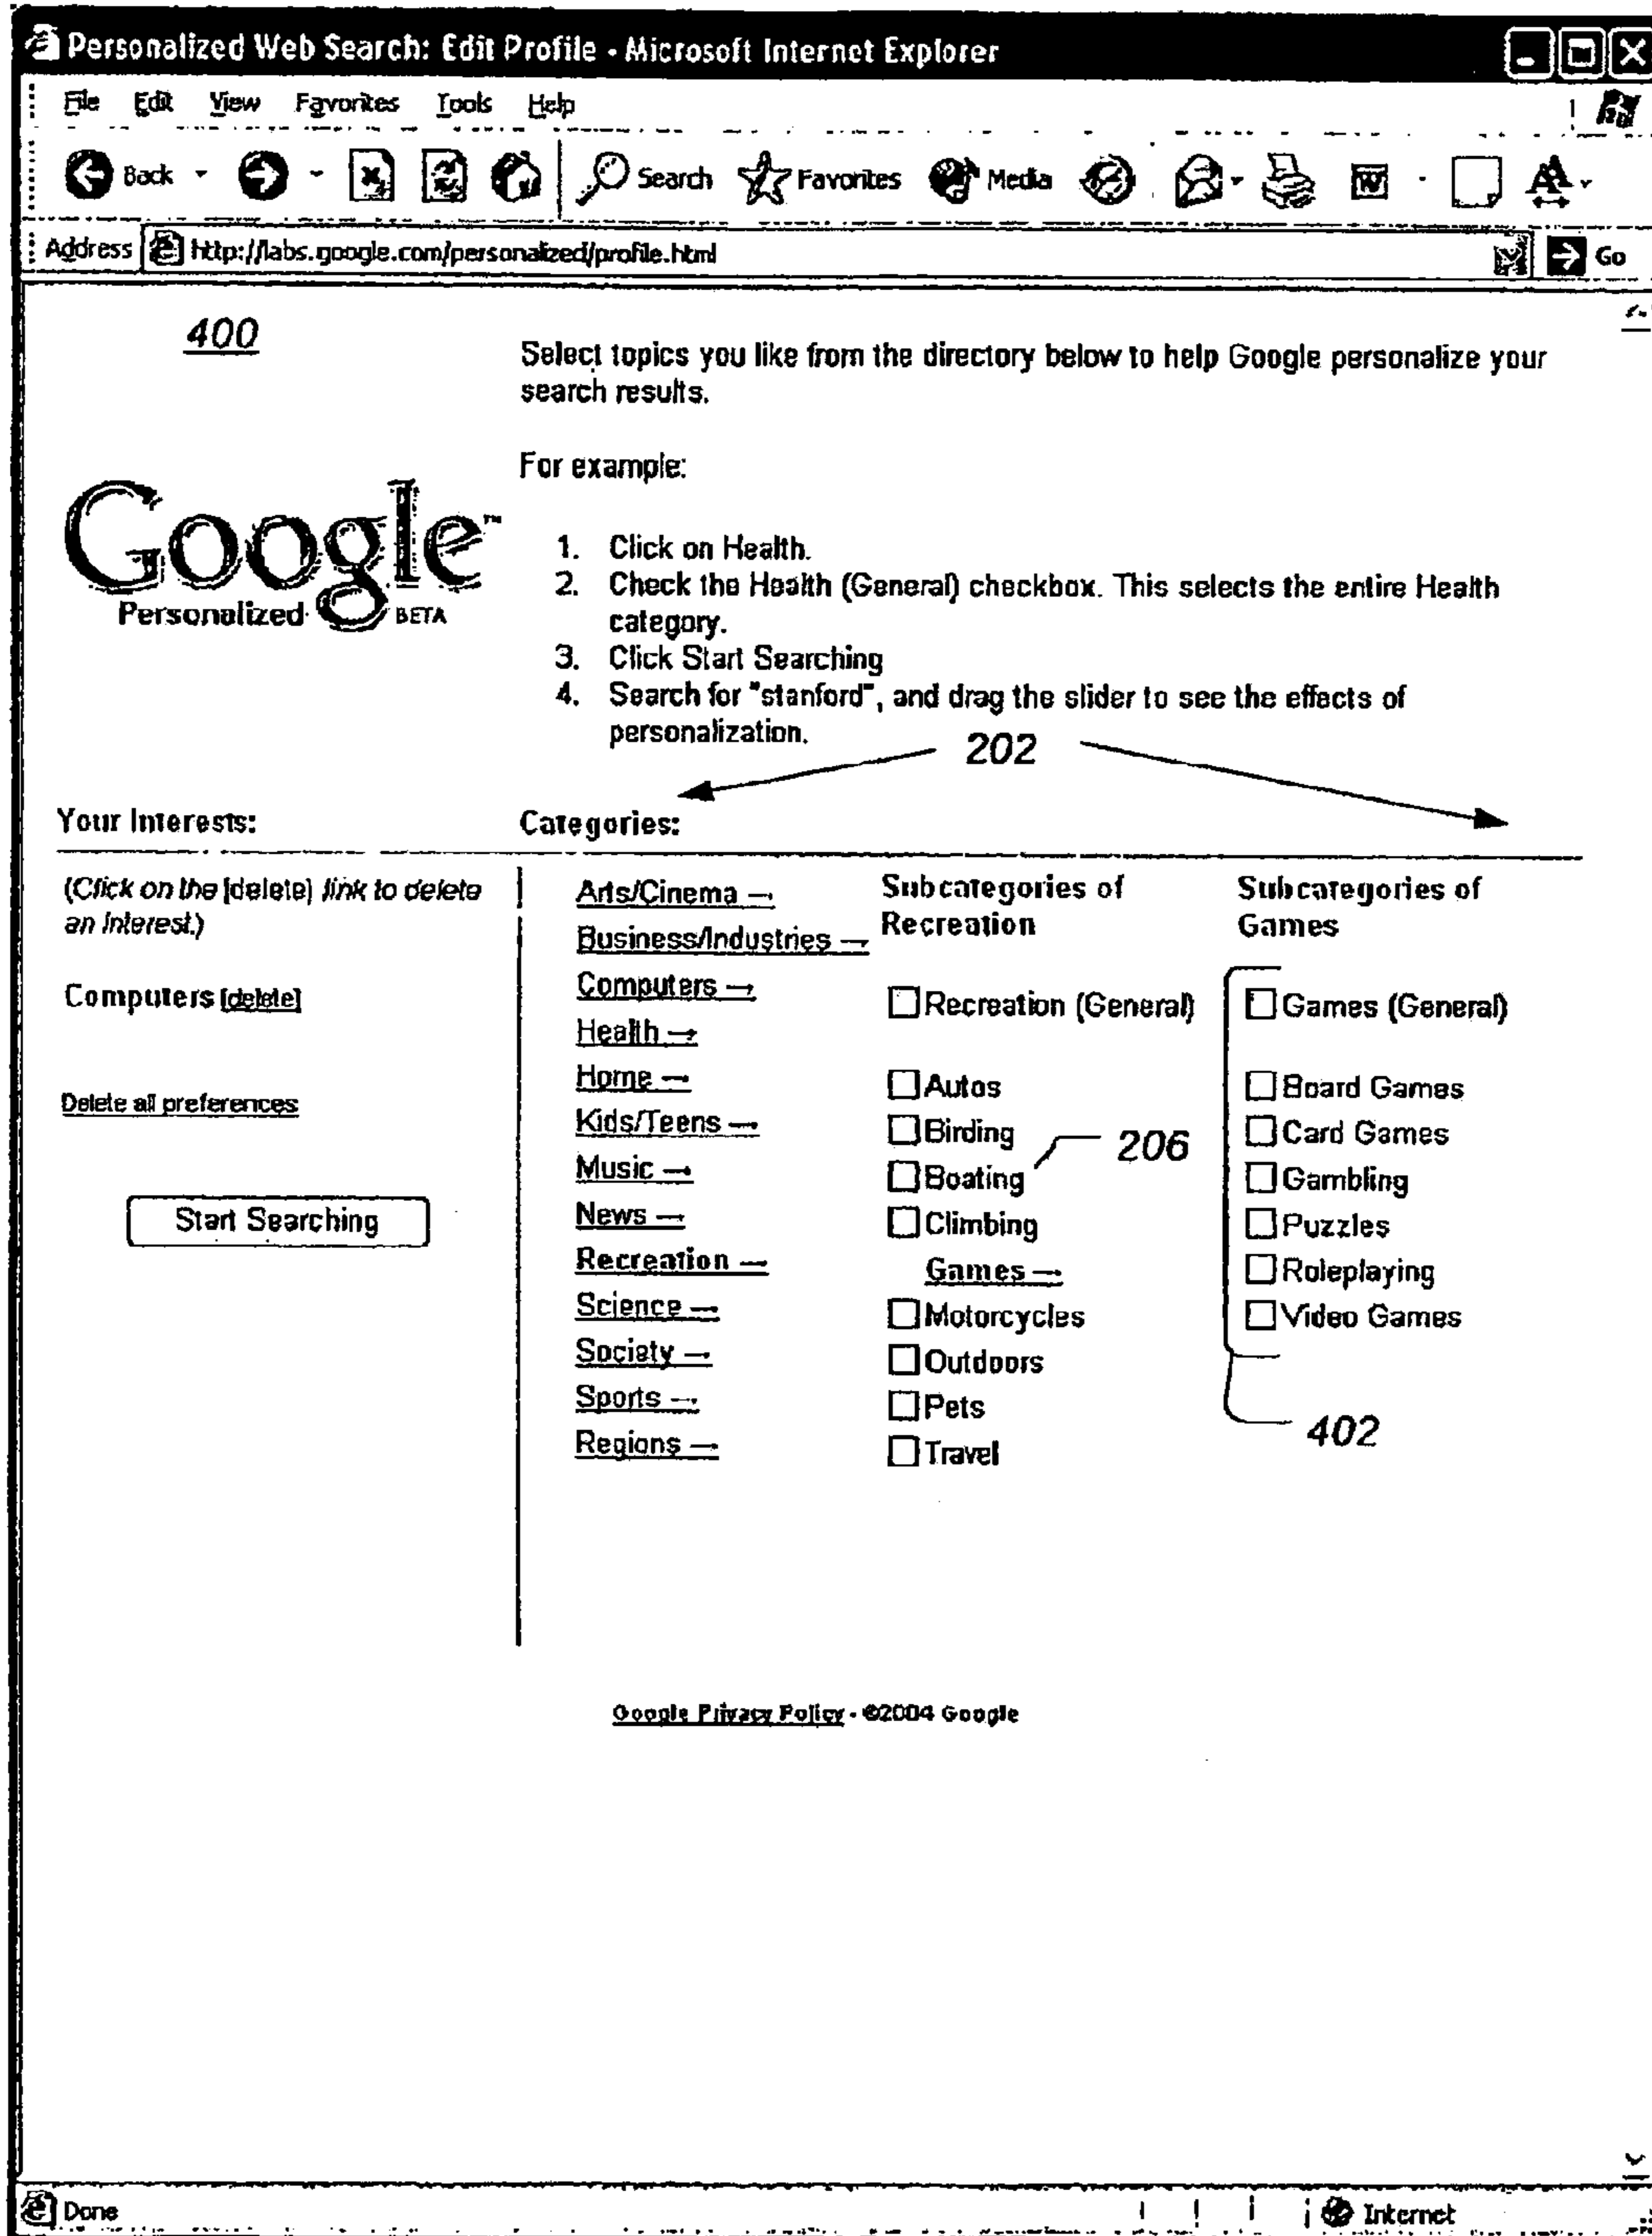 Personalized Web Search: Edit Profile - Microsoft Internet Explorer
File Edit View Favorites Tools Help
Back Search Favorites Media
Address http://labs.google.com/personalized/profile.html Go
400
Select topics you like from the directory below to help Google personalize your
search results.
For example:
Google™
Personalized BETA
1. Click on Health.
2. Check the Health (General) checkbox. This selects the entire Health
category.
3. Click Start Searching
4. Search for "stanford", and drag the slider to see the effects of
personalization.
202
Your Interests:
(Click on the [delete] link to delete
an interest.)
Computers [delete]
Delete all preferences
Start Searching
Categories:
Arts/Cinema →
Business/Industries →
Computers →
Health →
Home →
Kids/Teens →
Music →
News →
Recreation →
Science →
Society →
Sports →
Regions →
Subcategories of
Recreation
Recreation (General)
Autos
Birding
Boating
206
Climbing
Games →
Motorcycles
Outdoors
Pets
Travel
Subcategories of
Games
Games (General)
Board Games
Card Games
Gambling
Puzzles
Roleplaying
Video Games
402
Google Privacy Policy - ©2004 Google
Done Internet